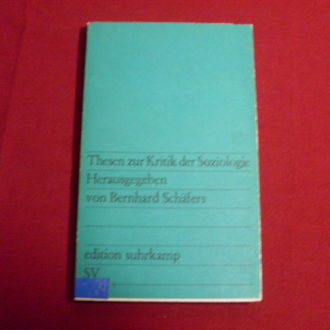 Thesen zur Kritik der Soziologie
Herausgegeben
von Bernhard Schäfers
edition suhrkamp
SV